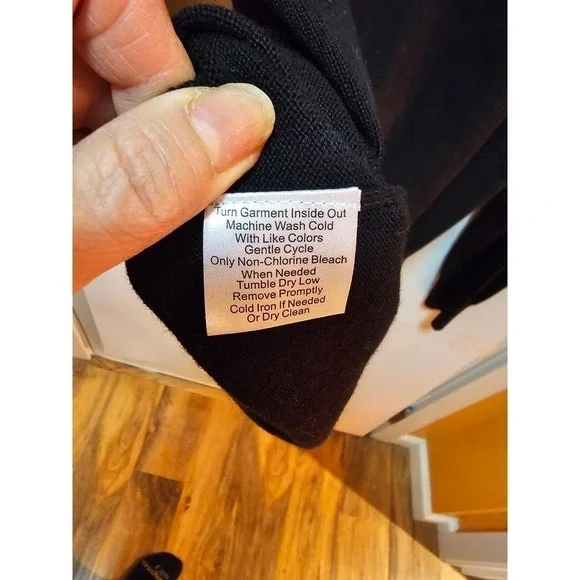 Turn Garment Inside Out
Machine Wash Cold
With Like Colors
Gentle Cycle
Only Non-Chlorine Bleach
When Needed
Tumble Dry Low
Remove Promptly
Cold Iron If Needed
Or Dry Clean